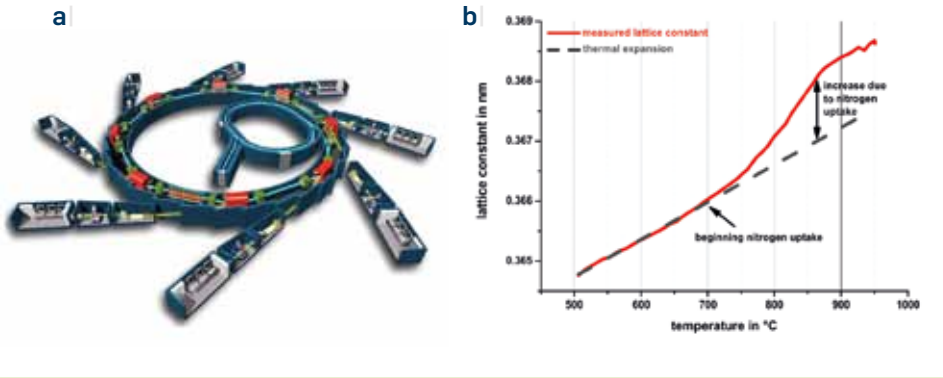 a
b
0.369
0.368
0.367
0.366
0.365
lattice constant in nm
measured lattice constant
thermal expansion
increase due
to nitrogen
uptake
beginning nitrogen uptake
500 600 700 800 900 1000
temperature in °C